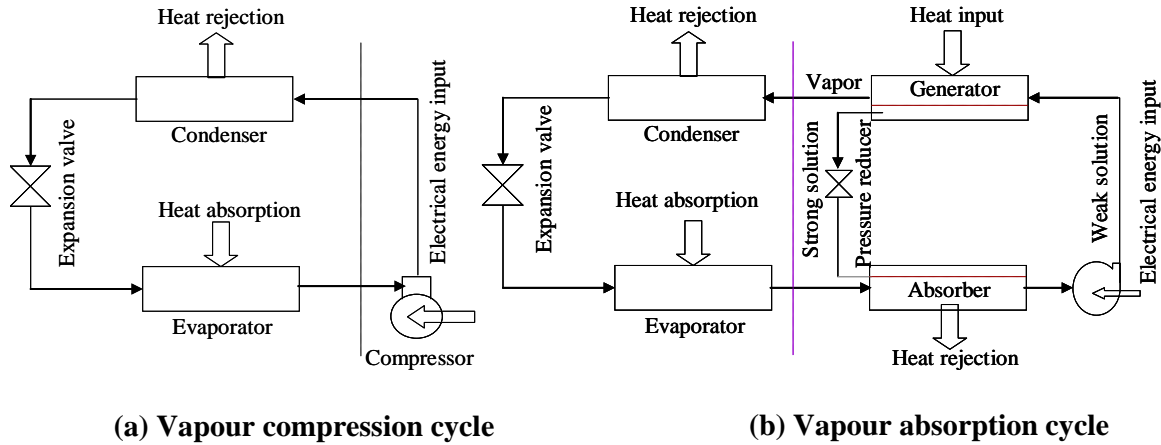 Heat rejection
Condenser
Expansion valve
Heat absorption
Evaporator
Electrical energy input
Compressor
(a) Vapour compression cycle
Heat rejection
Condenser
Expansion valve
Heat absorption
Evaporator
Vapor
Heat input
Generator
Strong solution
Pressure reducer
Weak solution
Electrical energy input
Absorber
Heat rejection
(b) Vapour absorption cycle